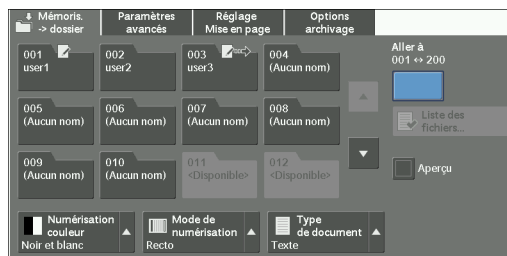 Mémoris.
-> dossier
Paramètres
avancés
Réglage
Mise en page
Options
archivage
001
user1
002
user2
003
user3
004
(Aucun nom)
Aller à
001 ↔ 200
005
(Aucun nom)
006
(Aucun nom)
007
(Aucun nom)
008
(Aucun nom)
Liste des
fichiers...
009
(Aucun nom)
010
(Aucun nom)
011
<Disponible>
012
<Disponible>
Aperçu
Numérisation
couleur
Noir et blanc
Mode de
numérisation
Recto
Type
de document
Texte